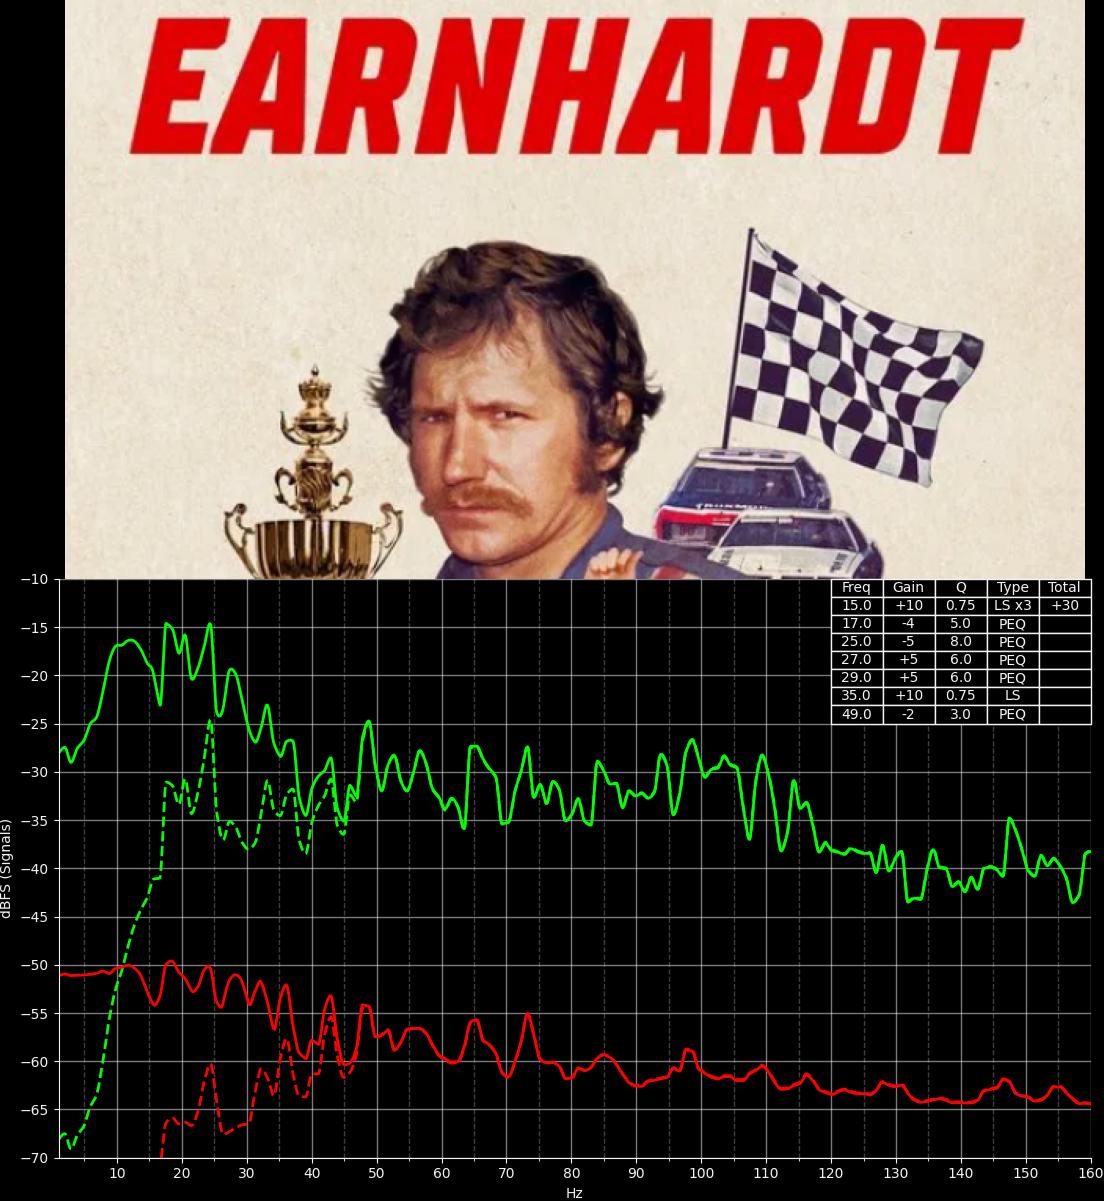 EARNHARDT
Freq Gain Q Type Total
15.0 +10 0.75 LS x3 +30
17.0 -4 5.0 PEQ
25.0 -5 8.0 PEQ
27.0 +5 6.0 PEQ
29.0 +5 6.0 PEQ
35.0 +10 0.75 LS
49.0 -2 3.0 PEQ
−10
−15
−20
−25
−30
−35
−40
−45
−50
−55
−60
−65
−70
dBFS (Signals)
10 20 30 40 50 60 70 80 90 100 110 120 130 140 150 160
Hz